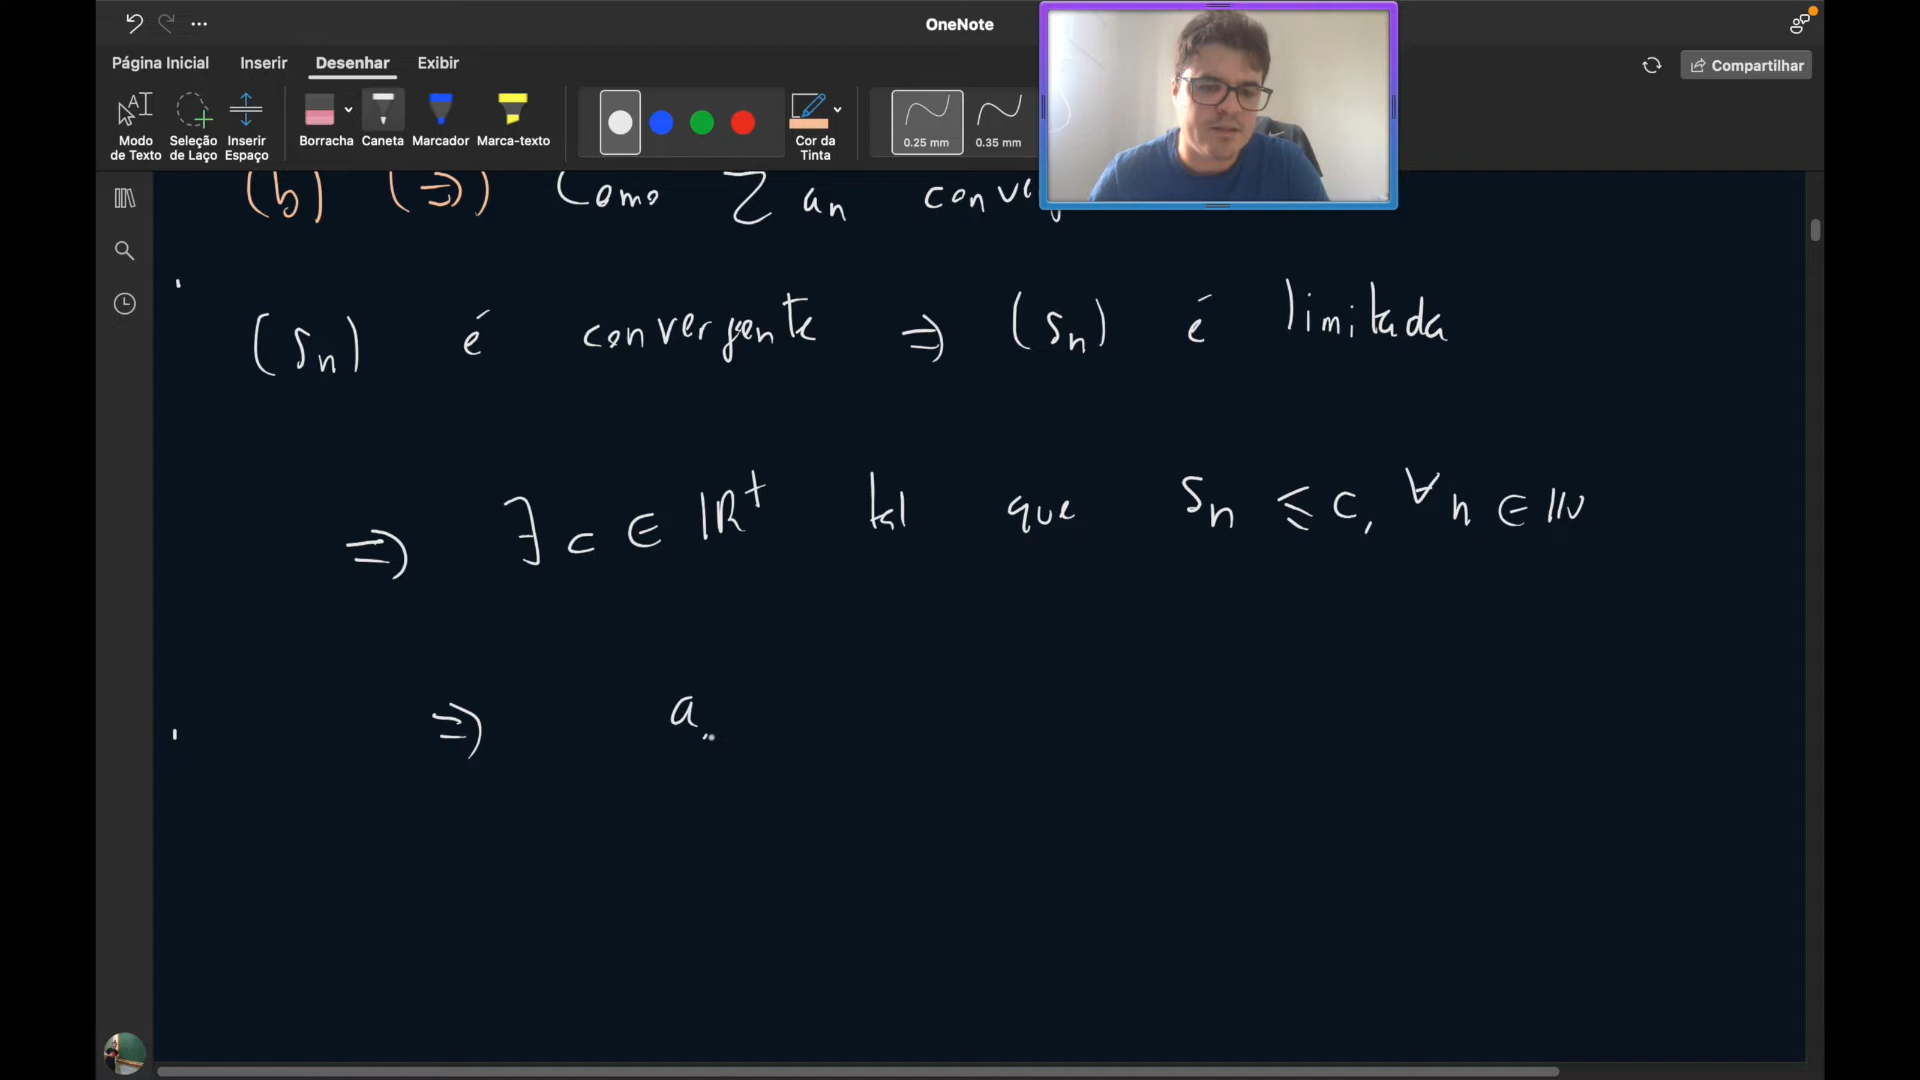 OneNote
Página Inicial Inserir Desenhar Exibir Compartilhar
Modo de Texto Seleção de Laço Inserir Espaço Borracha Caneta Marcador Marca-texto Cor da Tinta 0.25 mm 0.35 mm
(b) (⇒) Como Σ an
(sn) é convergente ⇒ (sn) é limitada
⇒ ∃ c ∈ ℝ⁺ tal que sn ≤ c, ∀n ∈ ℕ
⇒ a